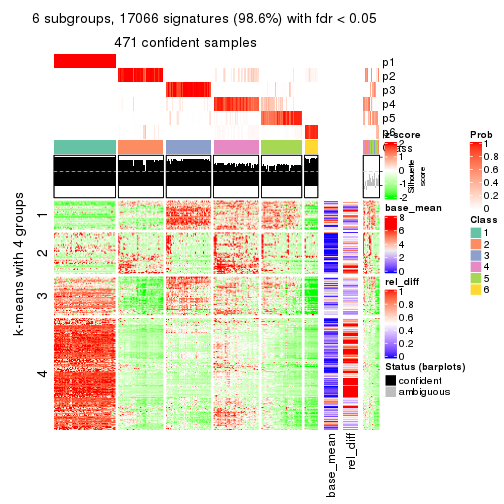 6 subgroups, 17066 signatures (98.6%) with fdr < 0.05
471 confident samples
p1
p2
p3
p4
p5
p6
Class
Silhouette
score
k-means with 4 groups
1
2
3
4
base_mean
rel_diff
z-score
2
1
0
-1
-2
base_mean
8
6
4
2
0
rel_diff
1
0.8
0.6
0.4
0.2
0
Status (barplots)
confident
ambiguous
Prob
1
0.8
0.6
0.4
0.2
0
Class
1
2
3
4
5
6